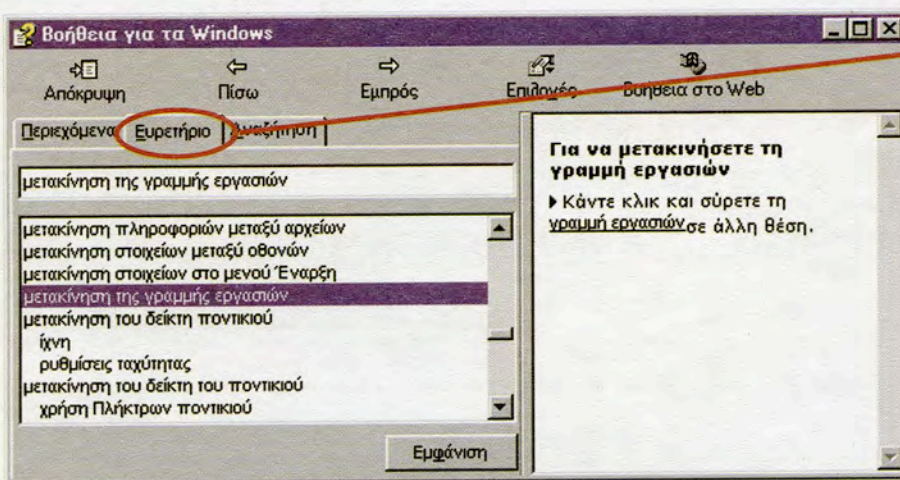 Βοήθεια για τα Windows
Απόκρυψη Πίσω Εμπρός Επιλογές Βοήθεια στο Web
Περιεχόμενα Ευρετήριο Αναζήτηση
μετακίνηση της γραμμής εργασιών
μετακίνηση πληροφοριών μεταξύ αρχείων
μετακίνηση στοιχείων μεταξύ οθονών
μετακίνηση στοιχείων στο μενού Έναρξη
μετακίνηση της γραμμής εργασιών
μετακίνηση του δείκτη ποντικιού
ίχνη
ρυθμίσεις ταχύτητας
μετακίνηση του δείκτη του ποντικιού
χρήση Πλήκτρων ποντικιού
Εμφάνιση
Για να μετακινήσετε τη
γραμμή εργασιών
Κάντε κλικ και σύρετε τη
γραμμή εργασιών σε άλλη θέση.